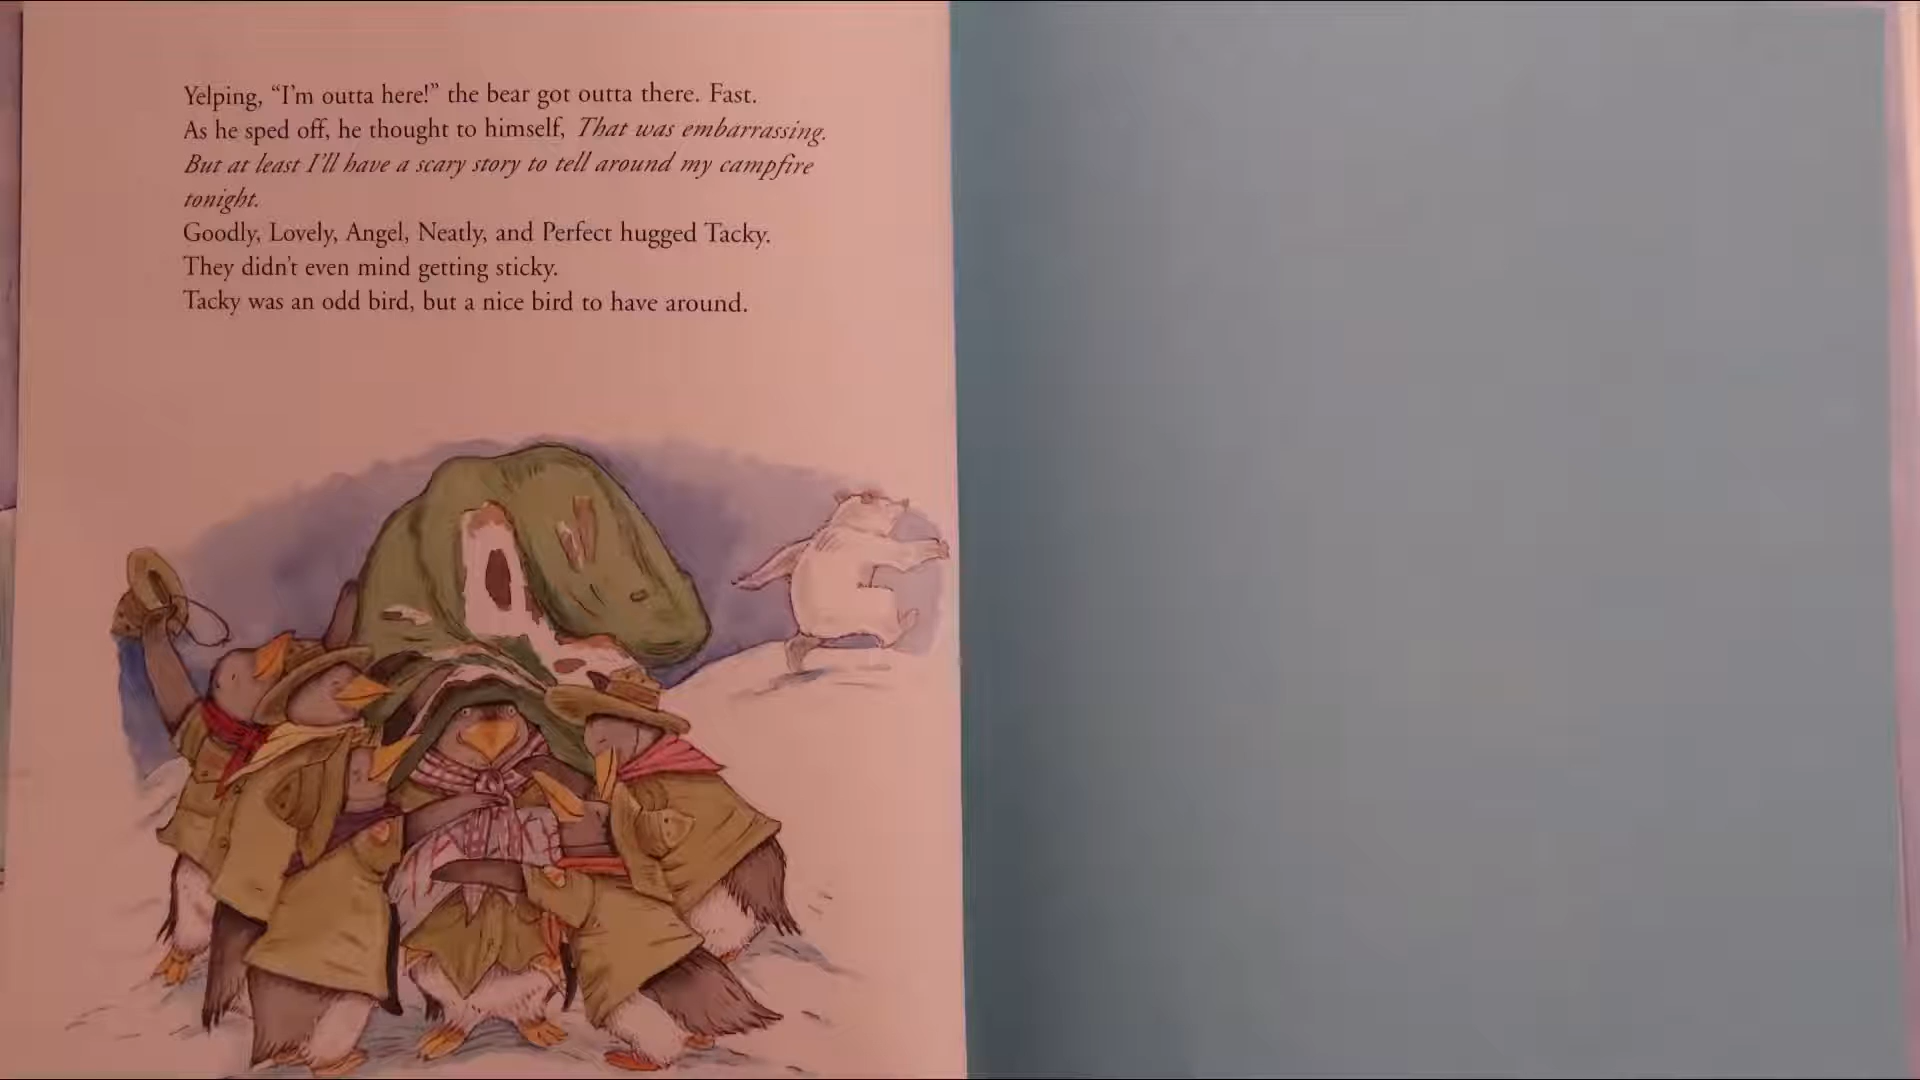 Yelping, “I’m outta here!” the bear got outta there. Fast.
As he sped off, he thought to himself, That was embarrassing.
But at least I’ll have a scary story to tell around my campfire
tonight.
Goodly, Lovely, Angel, Neatly, and Perfect hugged Tacky.
They didn’t even mind getting sticky.
Tacky was an odd bird, but a nice bird to have around.